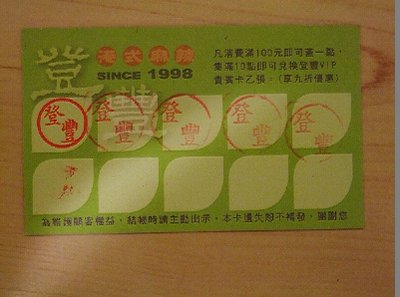 登豐
港式麻辣
SINCE 1998
凡消費滿100元即可蓋一點,
集滿10點即可兌換登豐VIP
貴賓卡乙張。(享九折優惠)
登豐
登豐
登豐
登豐
登豐
為維護顧客權益,結帳時請主動出示,本卡遺失恕不補發,謝謝您